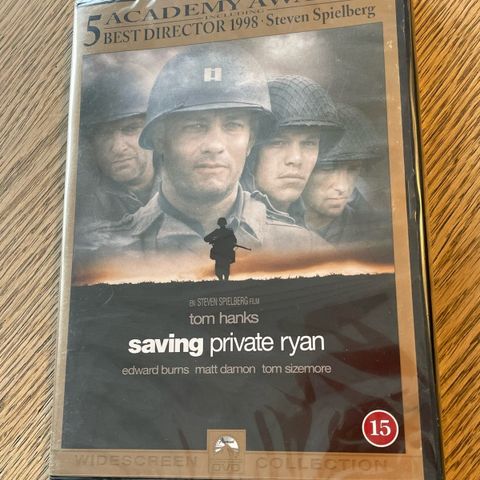 5 ACADEMY AWA
INCLUDING
BEST DIRECTOR 1998 · Steven Spielberg
EN STEVEN SPIELBERG FILM
tom hanks
saving private ryan
edward burns matt damon tom sizemore
15
WIDESCREEN DVD COLLECTION